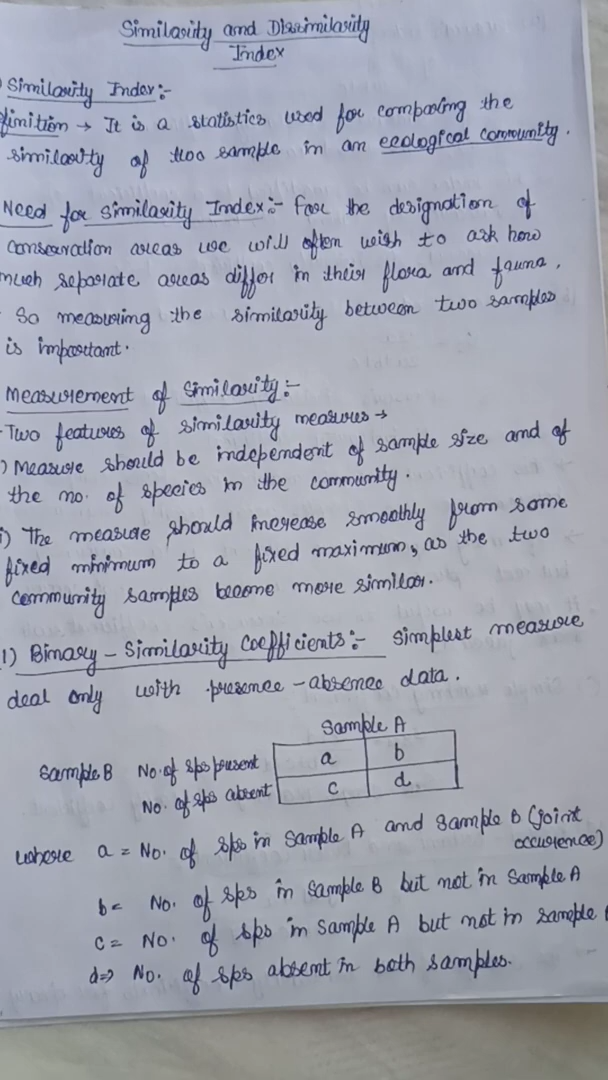 Similarity and Dissimilarity
Index
Similarity Index:-
finition → It is a statistics used for comparing the
similarity of two sample in an ecological community.
Need for similarity Index:- For the designation of
conservation areas we will often wish to ask how
much separate areas differ in their flora and fauna.
So measuring the similarity between two samples
is important.
Measurement of Similarity:-
Two features of similarity measures →
) Measure should be independent of sample size and of
the no. of species in the community.
i) The measure should increase smoothly from some
fixed minimum to a fixed maximum, as the two
community samples become more similar.
1) Binary - Similarity Coefficients:- Simplest measure
deal only with presence - absence data.
Sample A
Sample B No. of sps present a b
No. of sps absent c d
where a = No. of sps in Sample A and Sample B (joint
occurrence)
b = No. of sps in Sample B but not in Sample A
c = No. of sps in Sample A but not in sample
d ⇒ No. of sps absent in both samples.